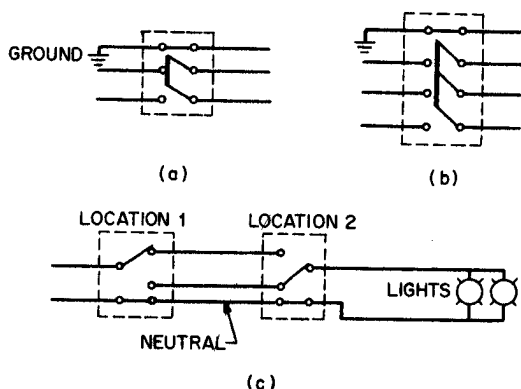 GROUND
(a)
(b)
LOCATION 1
LOCATION 2
LIGHTS
NEUTRAL
(c)